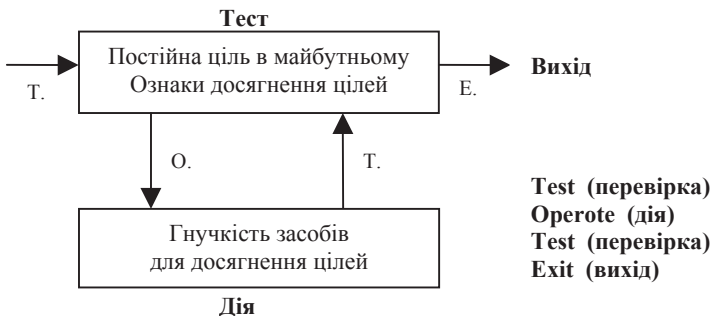 Тест
Постійна ціль в майбутньому
Ознаки досягнення цілей
Т.
Е.
Вихід
О.
Т.
Гнучкість засобів
для досягнення цілей
Дія
Test (перевірка)
Operote (дія)
Test (перевірка)
Exit (вихід)